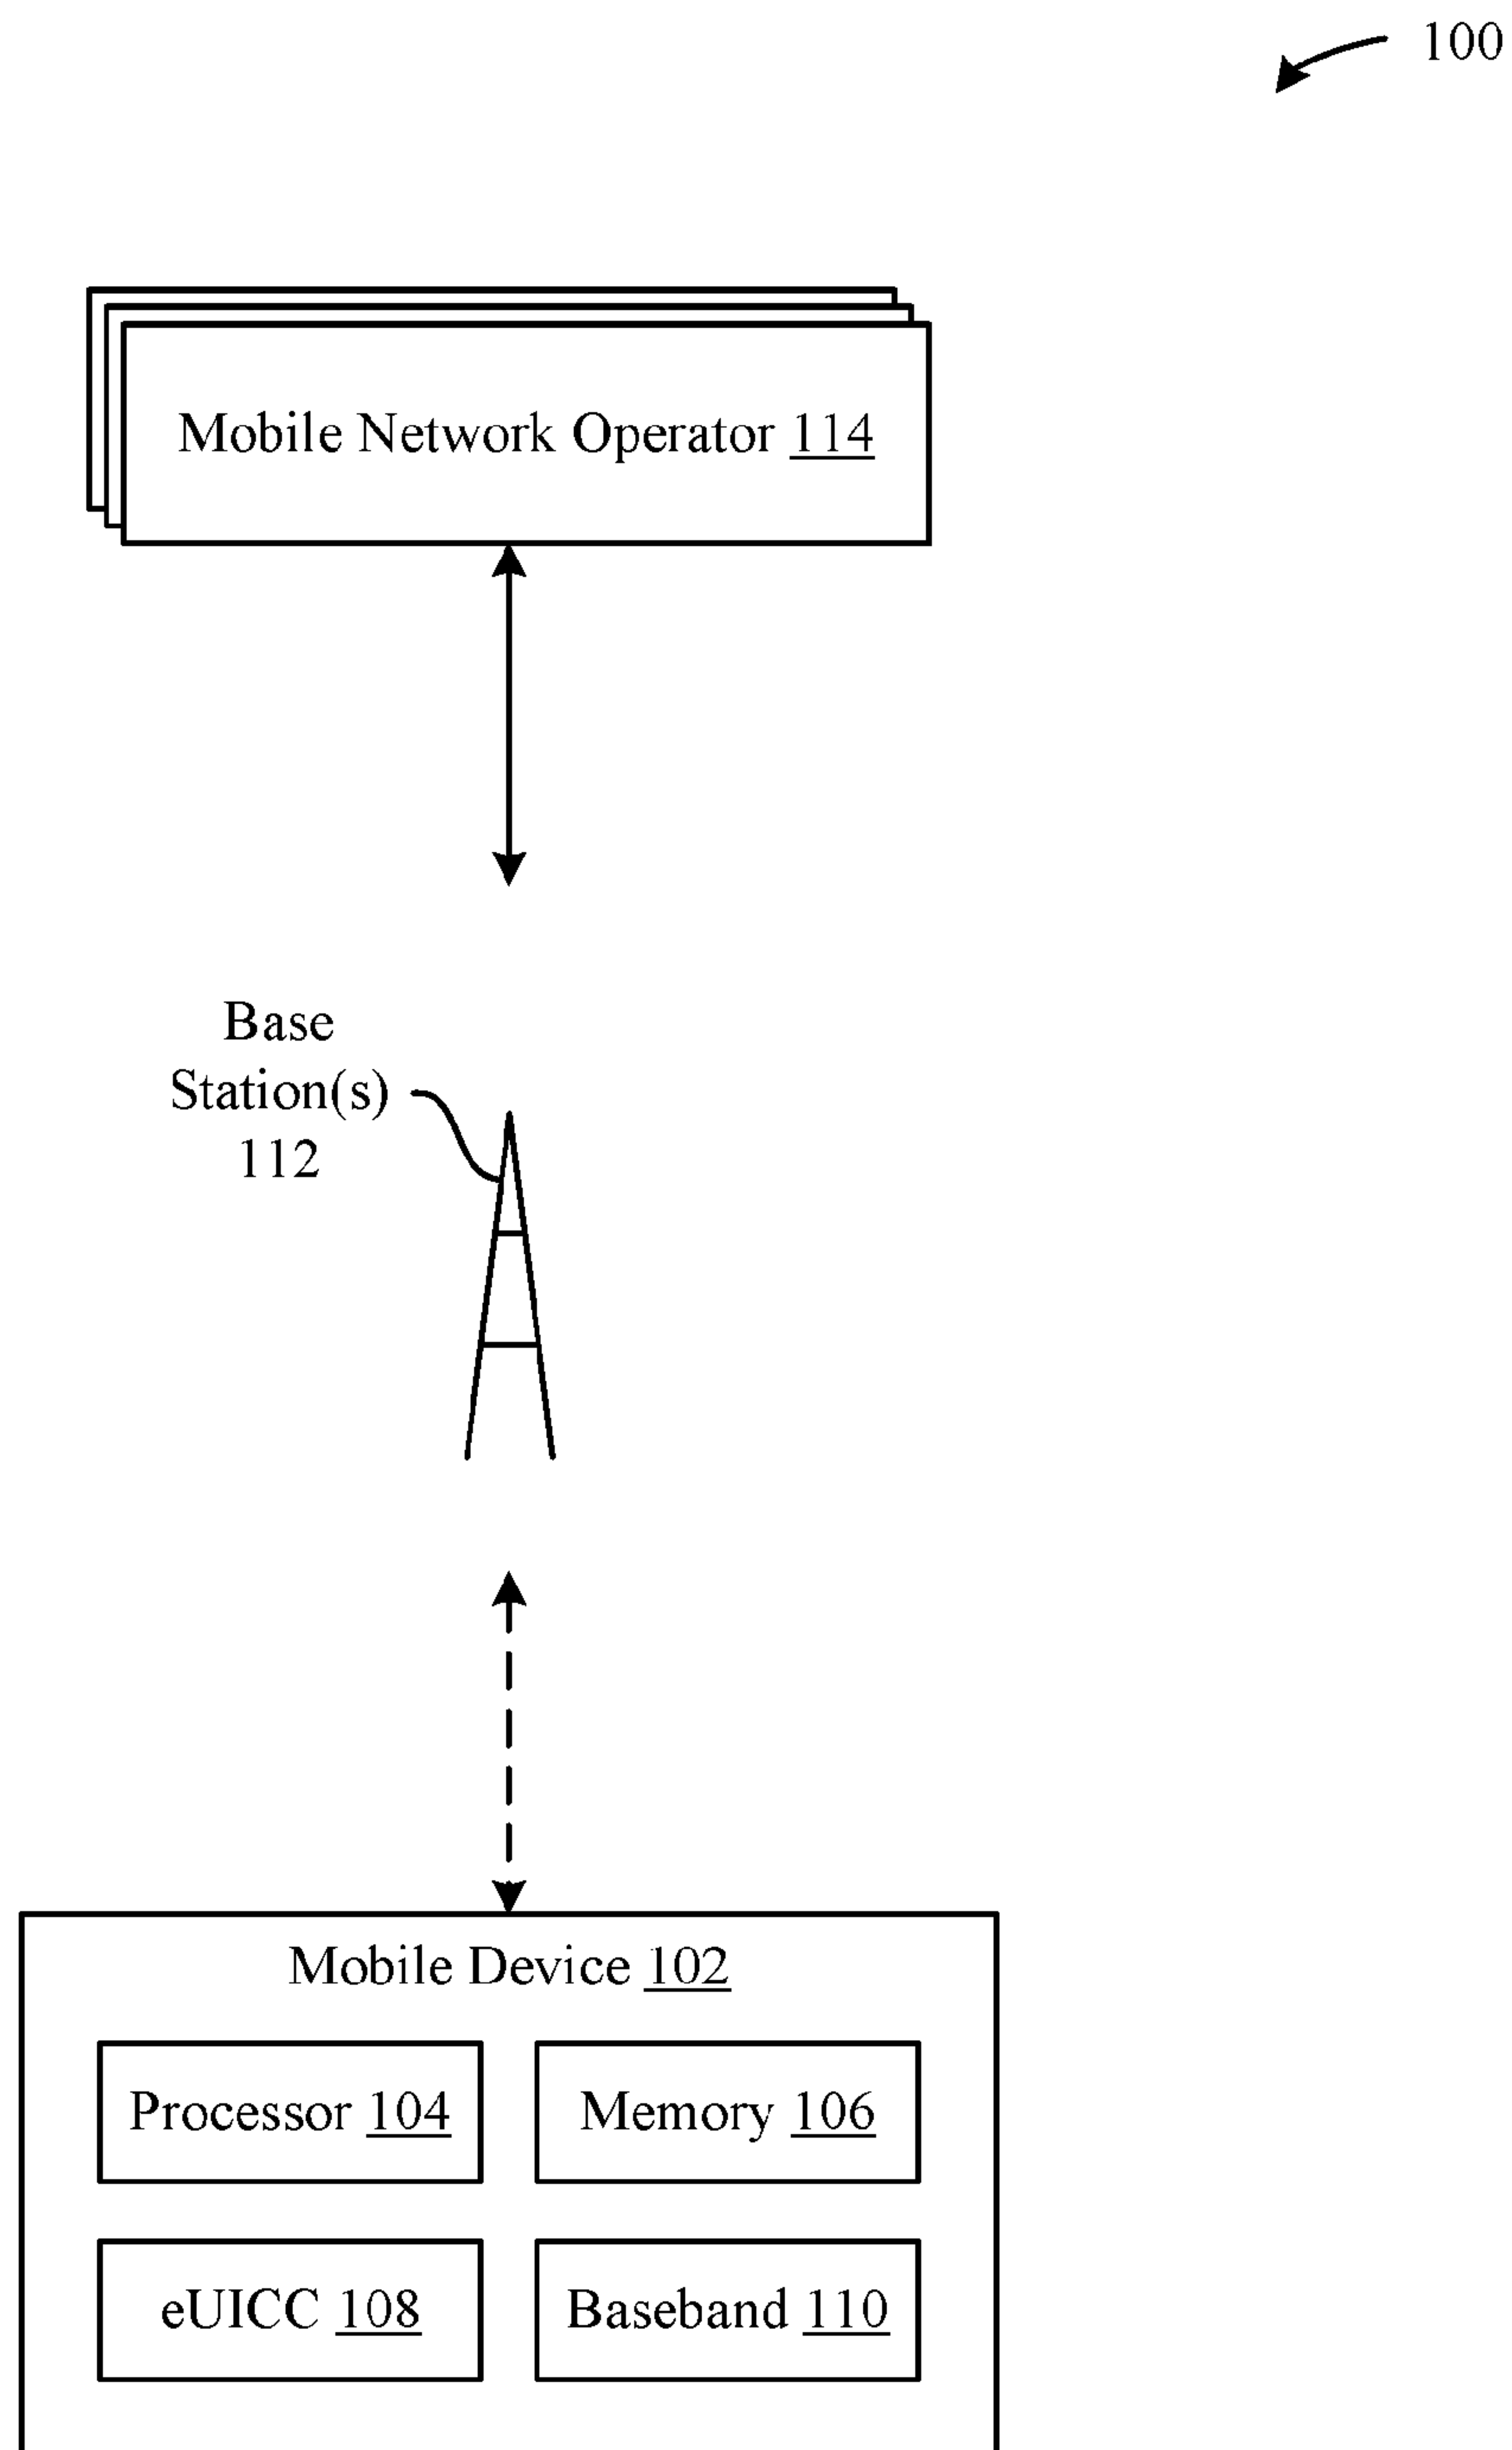 100
Mobile Network Operator 114
Base
Station(s)
112
Mobile Device 102
Processor 104
Memory 106
eUICC 108
Baseband 110